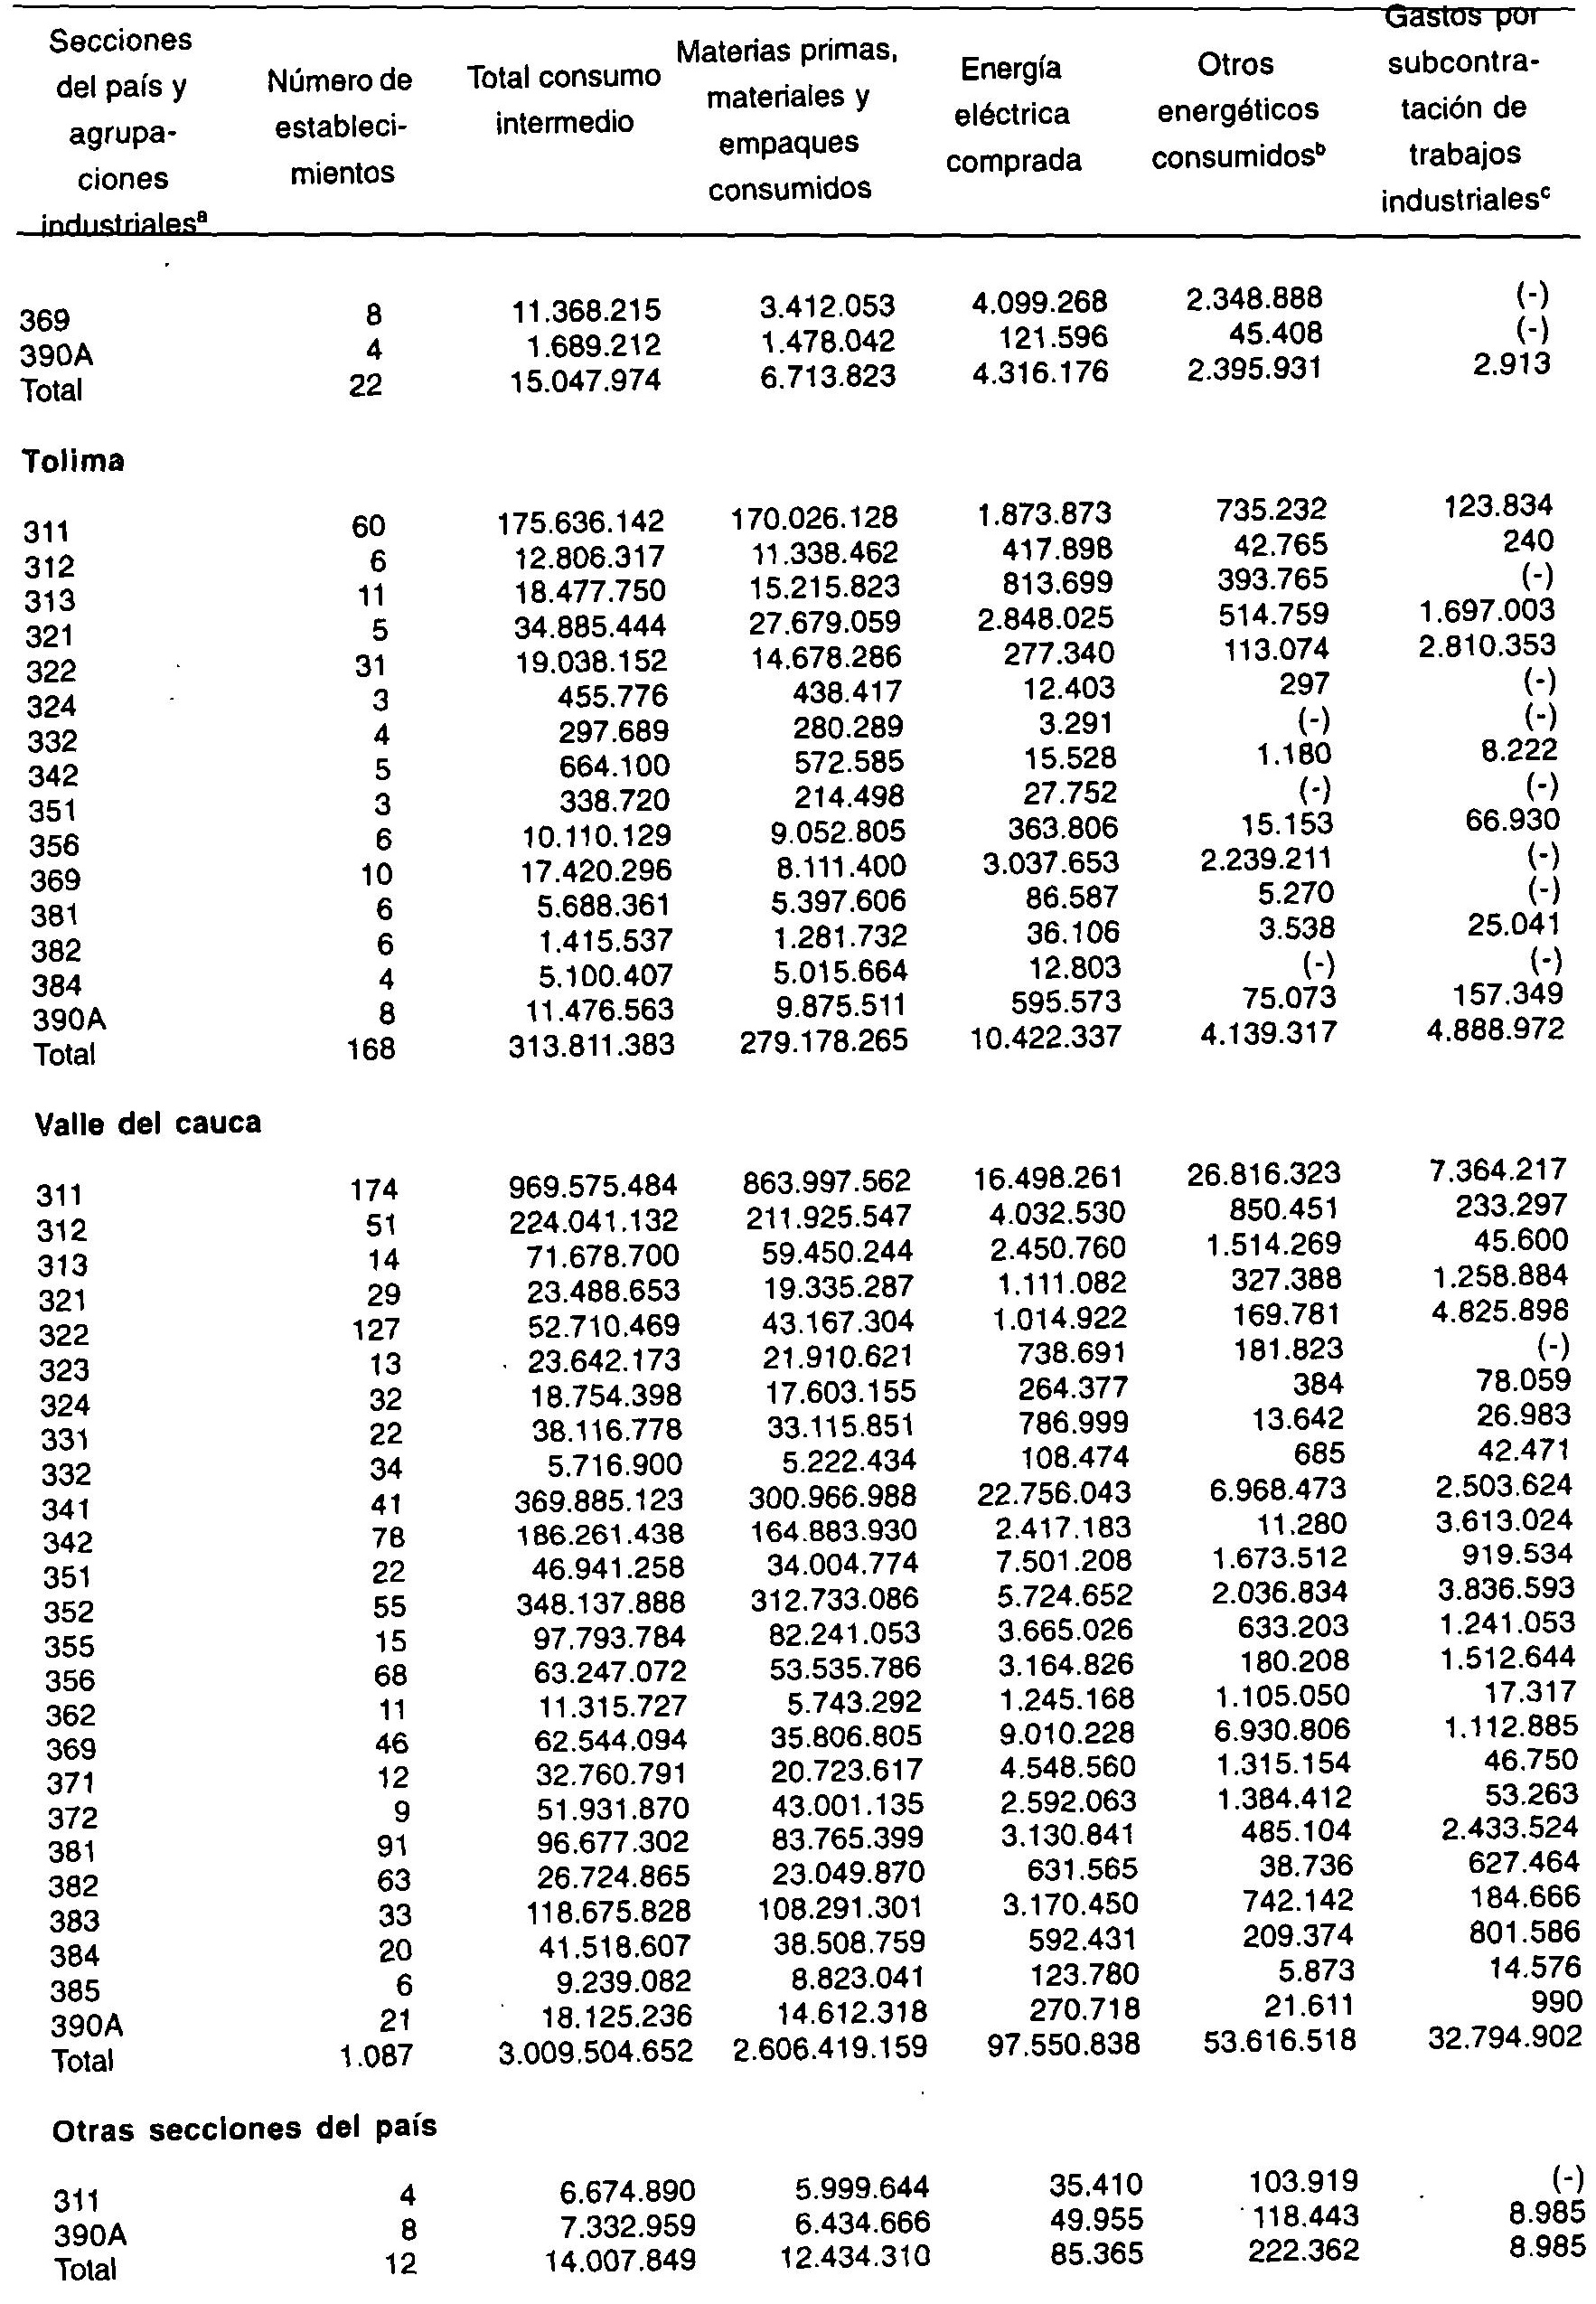 Secciones del país y agrupa- ciones industrialesᵃ | Número de estableci- mientos | Total consumo intermedio | Materias primas, materiales y empaques consumidos | Energía eléctrica comprada | Otros energéticos consumidosᵇ | Gastos por subcontra- tación de trabajos industrialesᶜ
369 8 11.368.215 3.412.053 4.099.268 2.348.888 (-)
390A 4 1.689.212 1.478.042 121.596 45.408 (-)
Total 22 15.047.974 6.713.823 4.316.176 2.395.931 2.913
Tolima
311 60 175.636.142 170.026.128 1.873.873 735.232 123.834
312 6 12.806.317 11.338.462 417.898 42.765 240
313 11 18.477.750 15.215.823 813.699 393.765 (-)
321 5 34.885.444 27.679.059 2.848.025 514.759 1.697.003
322 31 19.038.152 14.678.286 277.340 113.074 2.810.353
324 3 455.776 438.417 12.403 297 (-)
332 4 297.689 280.289 3.291 (-) (-)
342 5 664.100 572.585 15.528 1.180 8.222
351 3 338.720 214.498 27.752 (-) (-)
356 6 10.110.129 9.052.805 363.806 15.153 66.930
369 10 17.420.296 8.111.400 3.037.653 2.239.211 (-)
381 6 5.688.361 5.397.606 86.587 5.270 (-)
382 6 1.415.537 1.281.732 36.106 3.538 25.041
384 4 5.100.407 5.015.664 12.803 (-) (-)
390A 8 11.476.563 9.875.511 595.573 75.073 157.349
Total 168 313.811.383 279.178.265 10.422.337 4.139.317 4.888.972
Valle del cauca
311 174 969.575.484 863.997.562 16.498.261 26.816.323 7.364.217
312 51 224.041.132 211.925.547 4.032.530 850.451 233.297
313 14 71.678.700 59.450.244 2.450.760 1.514.269 45.600
321 29 23.488.653 19.335.287 1.111.082 327.388 1.258.884
322 127 52.710.469 43.167.304 1.014.922 169.781 4.825.898
323 13 23.642.173 21.910.621 738.691 181.823 (-)
324 32 18.754.398 17.603.155 264.377 384 78.059
331 22 38.116.778 33.115.851 786.999 13.642 26.983
332 34 5.716.900 5.222.434 108.474 685 42.471
341 41 369.885.123 300.966.988 22.756.043 6.968.473 2.503.624
342 78 186.261.438 164.883.930 2.417.183 11.280 3.613.024
351 22 46.941.258 34.004.774 7.501.208 1.673.512 919.534
352 55 348.137.888 312.733.086 5.724.652 2.036.834 3.836.593
355 15 97.793.784 82.241.053 3.665.026 633.203 1.241.053
356 68 63.247.072 53.535.786 3.164.826 180.208 1.512.644
362 11 11.315.727 5.743.292 1.245.168 1.105.050 17.317
369 46 62.544.094 35.806.805 9.010.228 6.930.806 1.112.885
371 12 32.760.791 20.723.617 4.548.560 1.315.154 46.750
372 9 51.931.870 43.001.135 2.592.063 1.384.412 53.263
381 91 96.677.302 83.765.399 3.130.841 485.104 2.433.524
382 63 26.724.865 23.049.870 631.565 38.736 627.464
383 33 118.675.828 108.291.301 3.170.450 742.142 184.666
384 20 41.518.607 38.508.759 592.431 209.374 801.586
385 6 9.239.082 8.823.041 123.780 5.873 14.576
390A 21 18.125.236 14.612.318 270.718 21.611 990
Total 1.087 3.009.504.652 2.606.419.159 97.550.838 53.616.518 32.794.902
Otras secciones del país
311 4 6.674.890 5.999.644 35.410 103.919 (-)
390A 8 7.332.959 6.434.666 49.955 118.443 8.985
Total 12 14.007.849 12.434.310 85.365 222.362 8.985